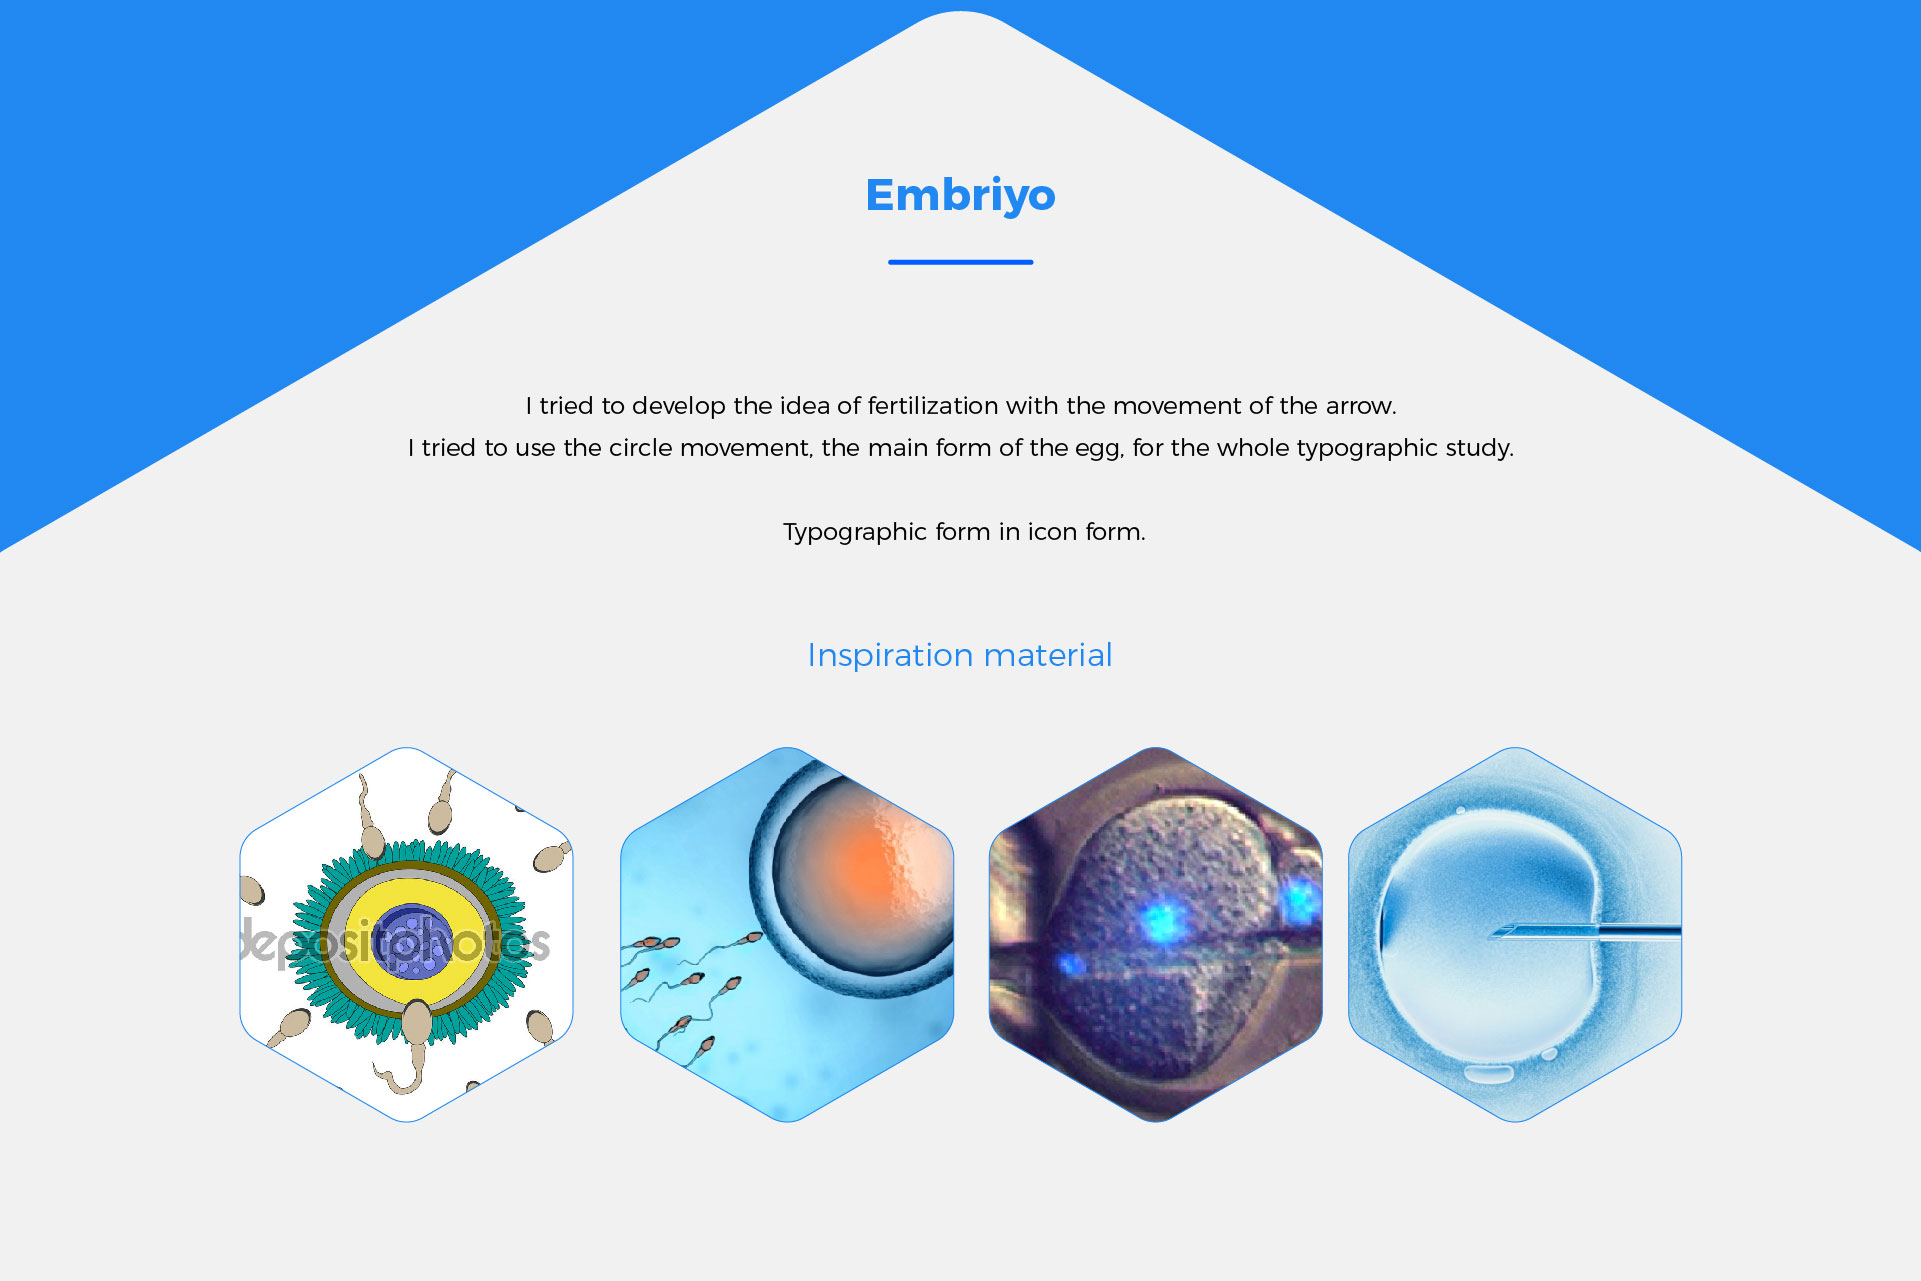 Embriyo
I tried to develop the idea of fertilization with the movement of the arrow.
I tried to use the circle movement, the main form of the egg, for the whole typographic study.
Typographic form in icon form.
Inspiration material
depositphotos